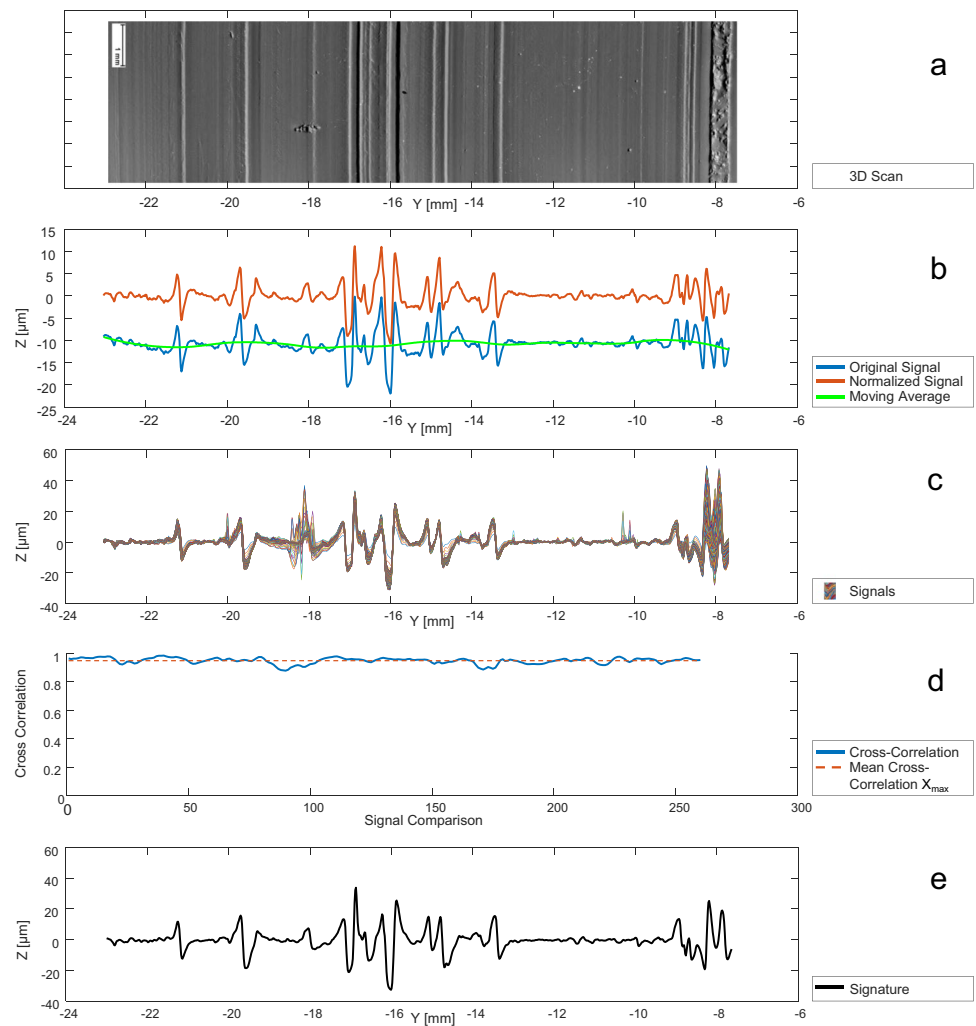 1 mm
a
3D Scan
-24 -22 -20 -18 -16 -14 -12 -10 -8 -6
Y [mm]
15
10
5
0
-5
-10
-15
-20
-25
Z [µm]
b
Original Signal
Normalized Signal
Moving Average
-24 -22 -20 -18 -16 -14 -12 -10 -8 -6
Y [mm]
60
40
20
0
-20
-40
Z [µm]
c
Signals
-24 -22 -20 -18 -16 -14 -12 -10 -8 -6
Y [mm]
1
0.8
0.6
0.4
0.2
0
Cross Correlation
d
Cross-Correlation
Mean Cross-
Correlation Xmax
0 50 100 150 200 250 300
Signal Comparison
60
40
20
0
-20
-40
Z [µm]
e
Signature
-24 -22 -20 -18 -16 -14 -12 -10 -8 -6
Y [mm]